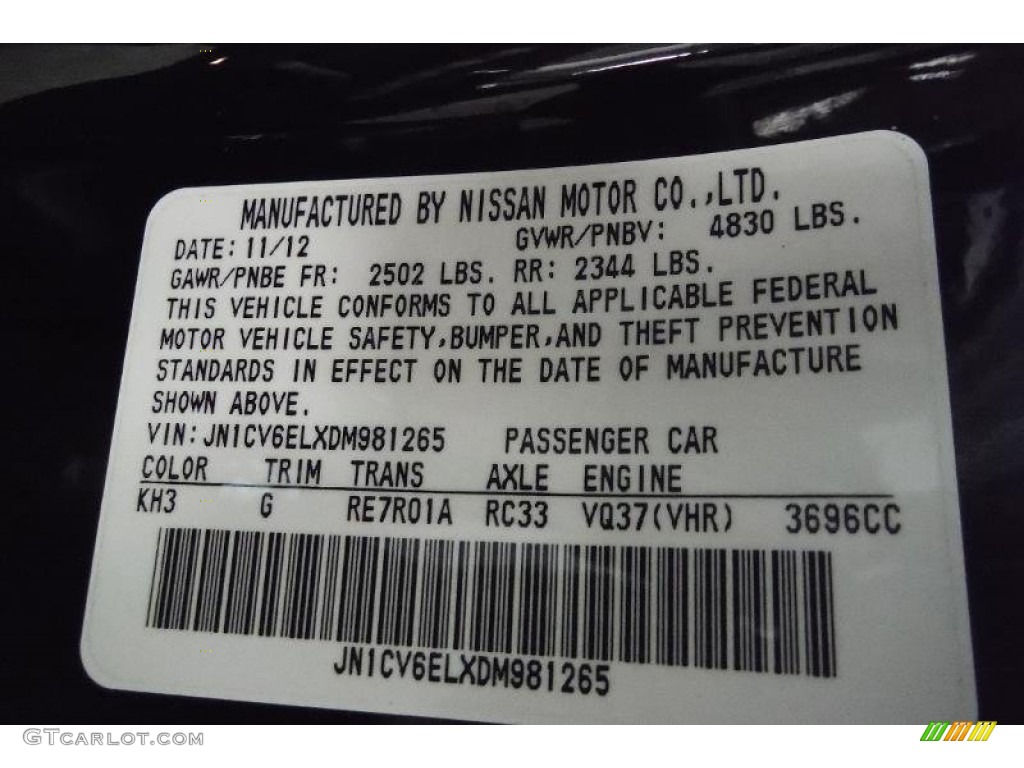 MANUFACTURED BY NISSAN MOTOR CO.,LTD.
DATE: 11/12 GVWR/PNBV: 4830 LBS.
GAWR/PNBE FR: 2502 LBS. RR: 2344 LBS.
THIS VEHICLE CONFORMS TO ALL APPLICABLE FEDERAL
MOTOR VEHICLE SAFETY,BUMPER,AND THEFT PREVENTION
STANDARDS IN EFFECT ON THE DATE OF MANUFACTURE
SHOWN ABOVE.
VIN:JN1CV6ELXDM981265 PASSENGER CAR
COLOR TRIM TRANS AXLE ENGINE
KH3 G RE7R01A RC33 VQ37(VHR) 3696CC
JN1CV6ELXDM981265
GTCARLOT.COM